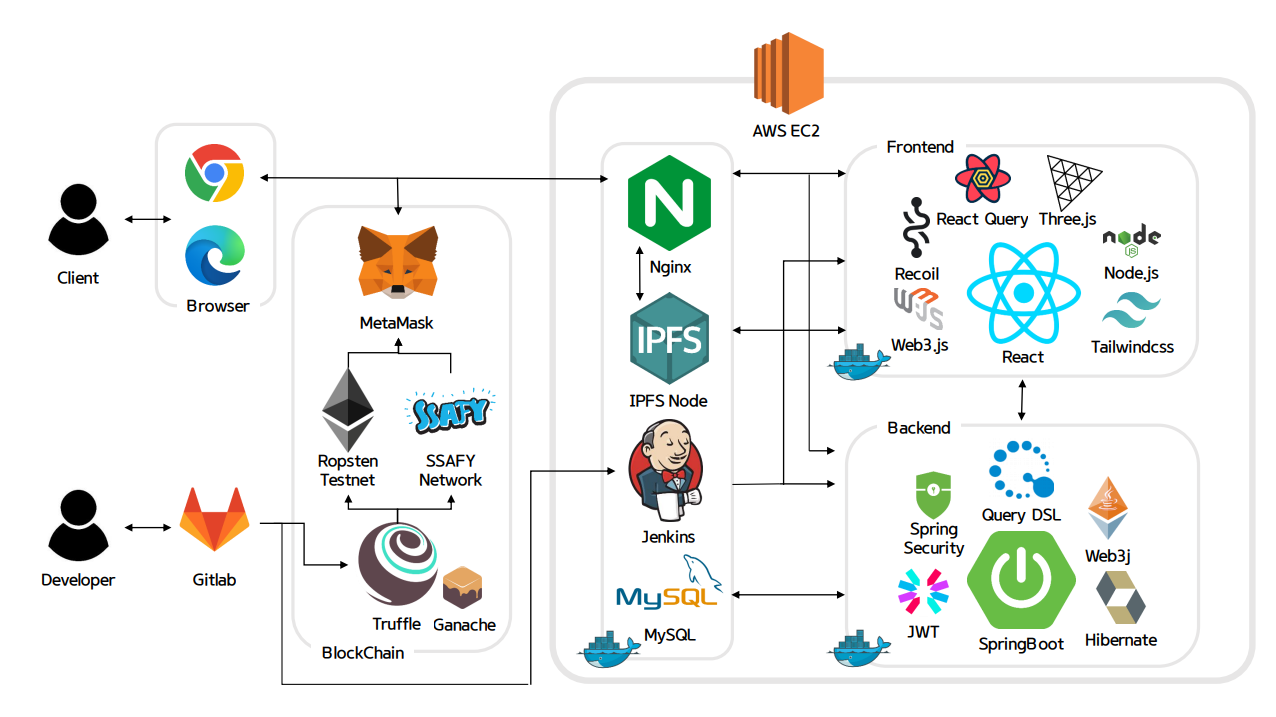 AWS EC2
Client
Browser
MetaMask
Ropsten
Testnet
SSAFY
SSAFY
Network
Developer
Gitlab
Truffle
Ganache
BlockChain
N
Nginx
IPFS
IPFS Node
Jenkins
MySQL
MySQL
Frontend
React Query
Three.js
Recoil
node
JS
Node.js
W3JS
Web3.js
React
Tailwindcss
Backend
Query DSL
Spring
Security
Web3j
JWT
SpringBoot
Hibernate